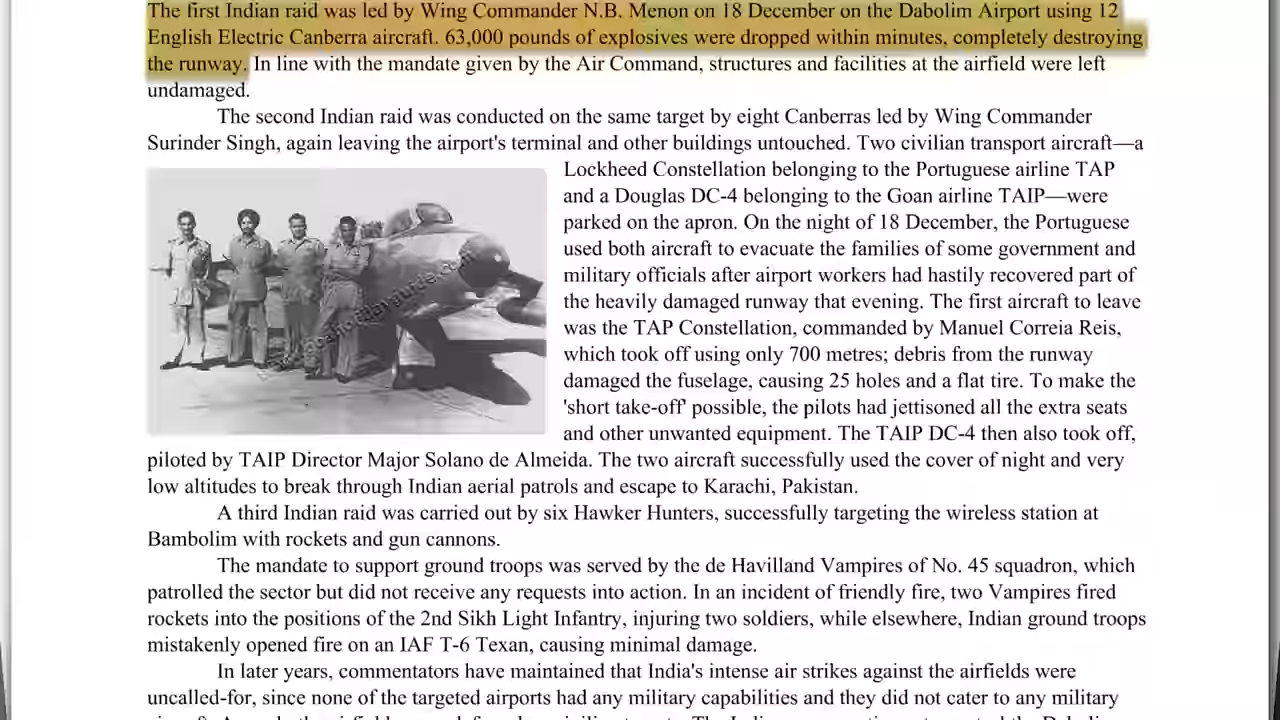 The first Indian raid was led by Wing Commander N.B. Menon on 18 December on the Dabolim Airport using 12
English Electric Canberra aircraft. 63,000 pounds of explosives were dropped within minutes, completely destroying
the runway. In line with the mandate given by the Air Command, structures and facilities at the airfield were left
undamaged.
The second Indian raid was conducted on the same target by eight Canberras led by Wing Commander
Surinder Singh, again leaving the airport's terminal and other buildings untouched. Two civilian transport aircraft—a
Lockheed Constellation belonging to the Portuguese airline TAP
and a Douglas DC-4 belonging to the Goan airline TAIP—were
parked on the apron. On the night of 18 December, the Portuguese
used both aircraft to evacuate the families of some government and
military officials after airport workers had hastily recovered part of
the heavily damaged runway that evening. The first aircraft to leave
was the TAP Constellation, commanded by Manuel Correia Reis,
which took off using only 700 metres; debris from the runway
damaged the fuselage, causing 25 holes and a flat tire. To make the
'short take-off' possible, the pilots had jettisoned all the extra seats
and other unwanted equipment. The TAIP DC-4 then also took off,
piloted by TAIP Director Major Solano de Almeida. The two aircraft successfully used the cover of night and very
low altitudes to break through Indian aerial patrols and escape to Karachi, Pakistan.
A third Indian raid was carried out by six Hawker Hunters, successfully targeting the wireless station at
Bambolim with rockets and gun cannons.
The mandate to support ground troops was served by the de Havilland Vampires of No. 45 squadron, which
patrolled the sector but did not receive any requests into action. In an incident of friendly fire, two Vampires fired
rockets into the positions of the 2nd Sikh Light Infantry, injuring two soldiers, while elsewhere, Indian ground troops
mistakenly opened fire on an IAF T-6 Texan, causing minimal damage.
In later years, commentators have maintained that India's intense air strikes against the airfields were
uncalled-for, since none of the targeted airports had any military capabilities and they did not cater to any military